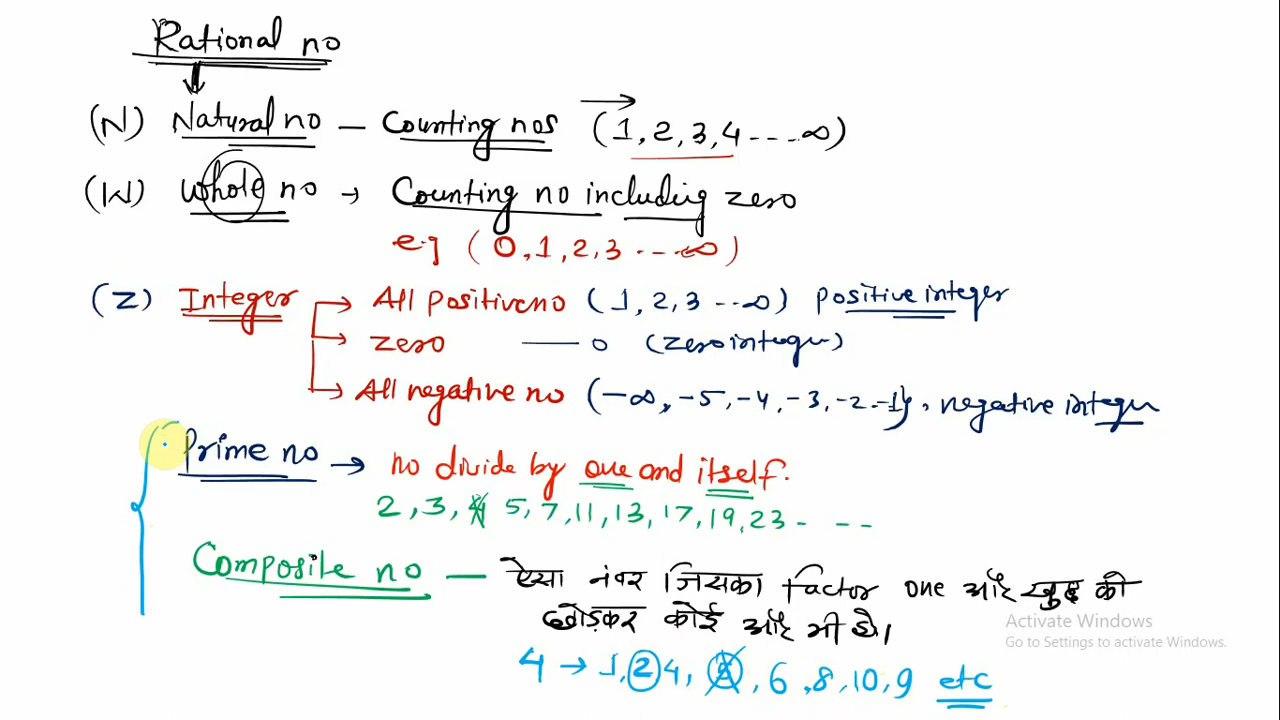 Rational no
(N) Natural no — Counting nos (1, 2, 3, 4 - - - . ∞)
(W) Whole no → Counting no including zero
e.g (0, 1, 2, 3 - - - ∞)
(Z) Integer → All positive no (1, 2, 3 - - ∞) positive integer
→ zero — 0 (zero integer)
→ All negative no (-∞, -5, -4, -3, -2, -1), negative integer
Prime no → no divide by one and itself.
2, 3, 4 5, 7, 11, 13, 17, 19, 23 - - -
Composite no — ऐसा नंबर जिसका factor one और खुद को
छोड़कर कोई और भी हो।
4 → 1, 2 4, 6, 8, 10, 9 etc
Activate Windows
Go to Settings to activate Windows.